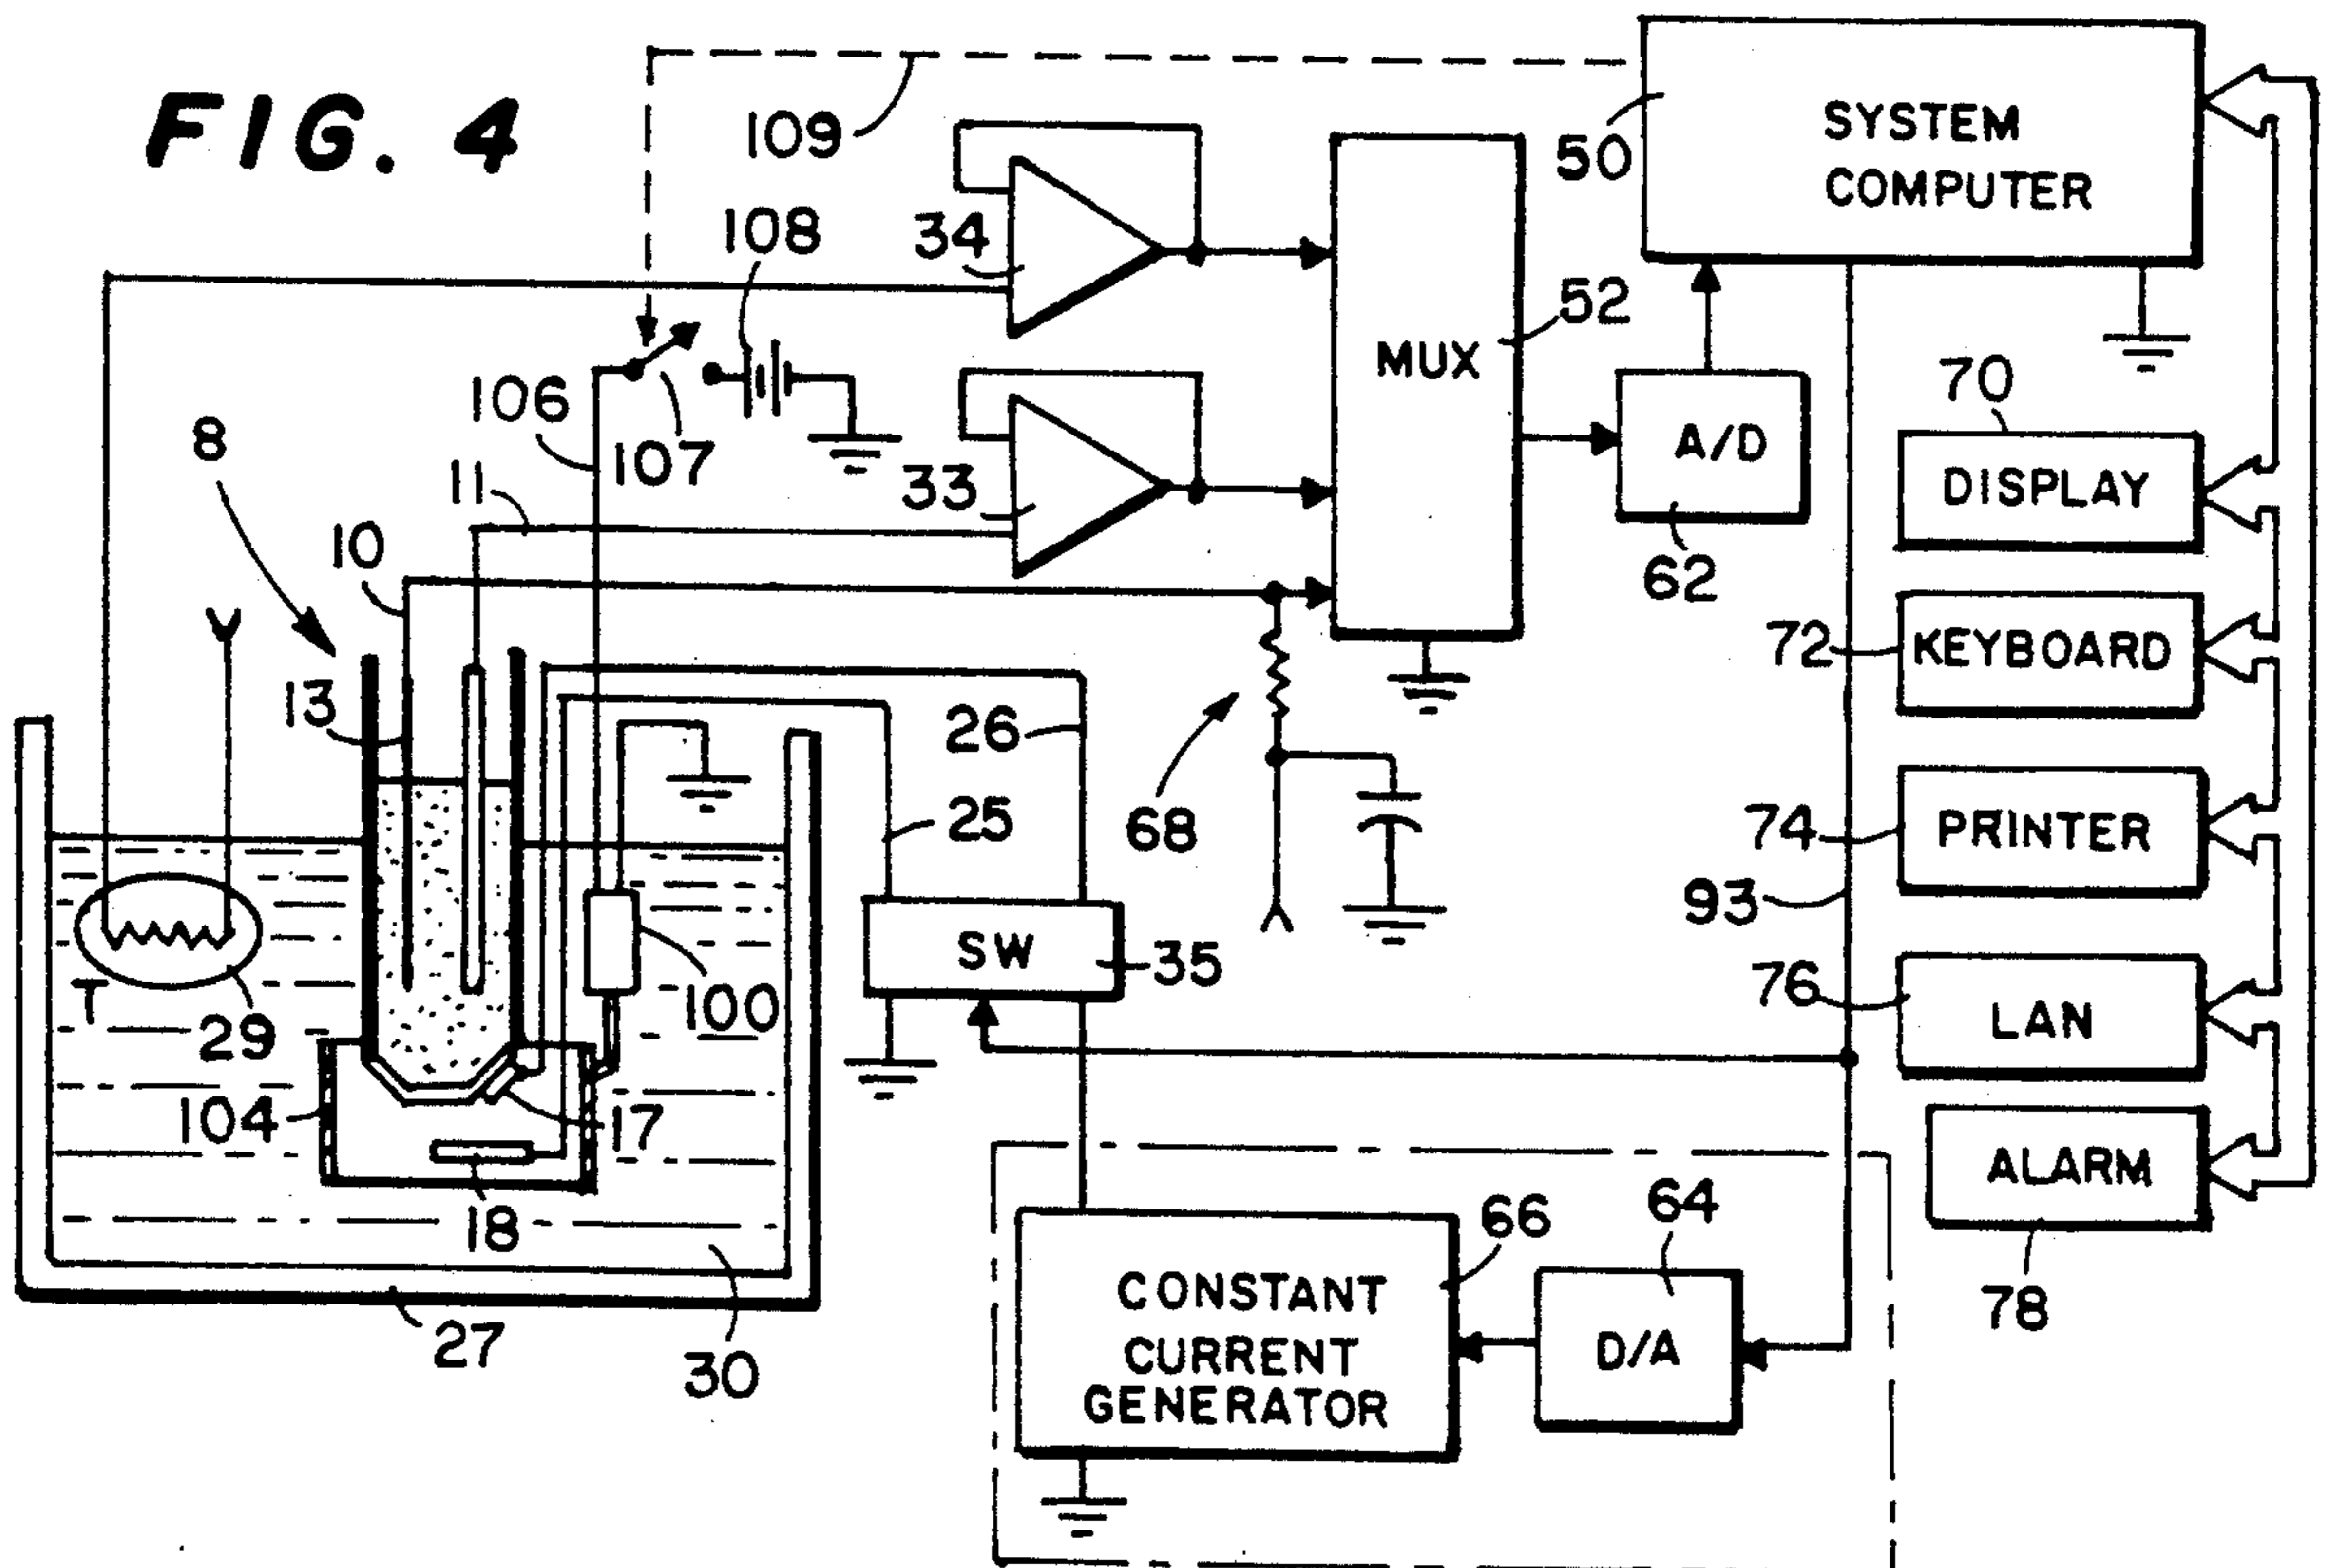 FIG. 4
109
50
SYSTEM
COMPUTER
108
34
52
MUX
106
107
8
11
33
A/D
70
DISPLAY
10
62
72
KEYBOARD
13
26
25
68
74
PRINTER
93
SW
35
76
LAN
T
29
100
104
17
ALARM
18
66
64
78
CONSTANT
CURRENT
GENERATOR
D/A
27
30